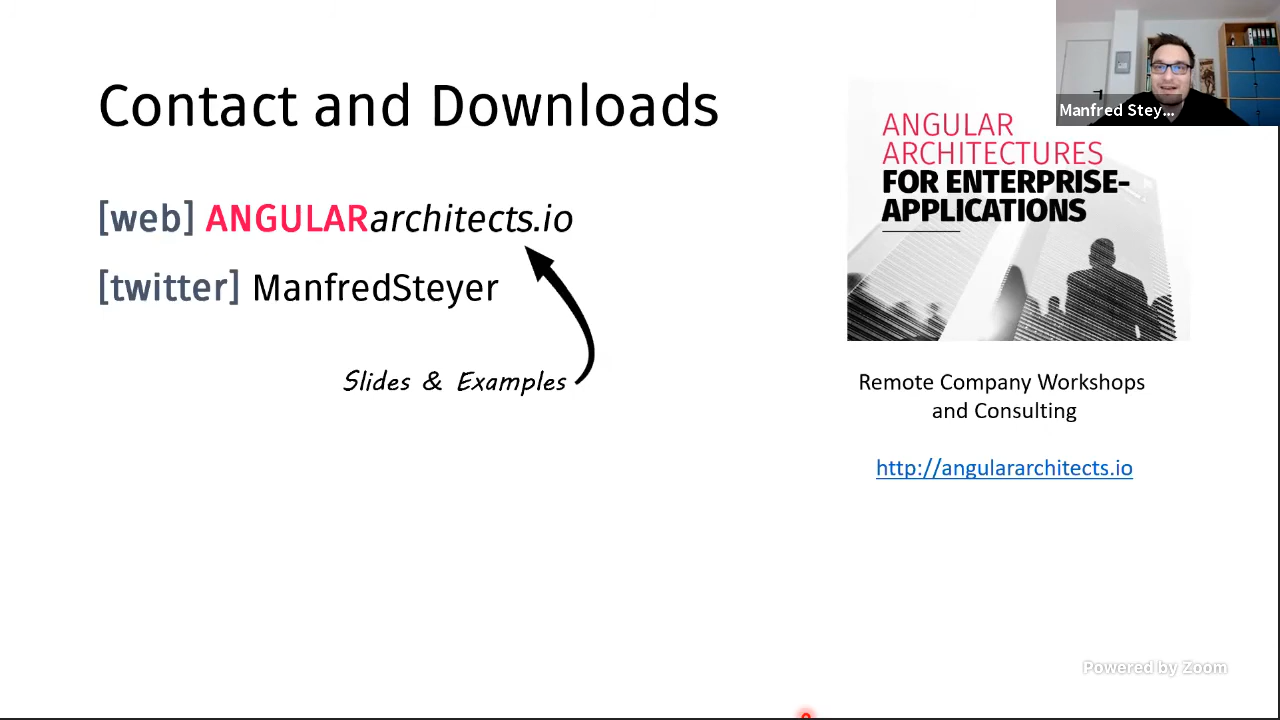 Contact and Downloads
[web] ANGULARarchitects.io
[twitter] ManfredSteyer
Slides & Examples
Manfred Stey...
ANGULAR
ARCHITECTURES
FOR ENTERPRISE-
APPLICATIONS
Remote Company Workshops
and Consulting
http://angulararchitects.io
Powered by Zoom